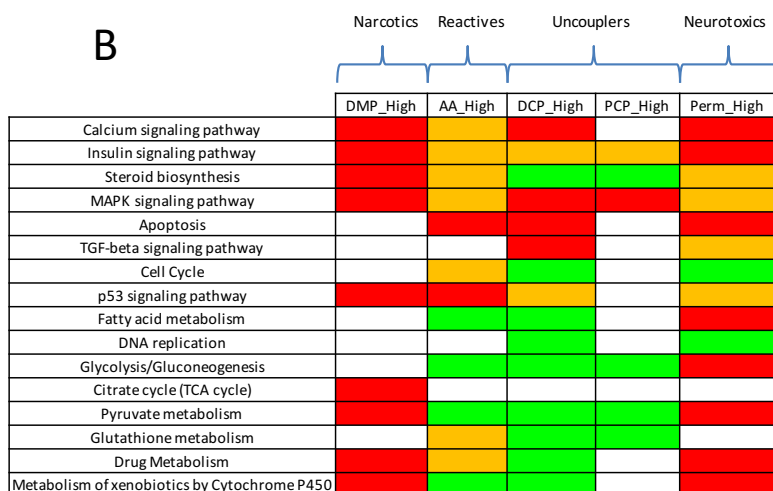 B
Narcotics Reactives Uncouplers Neurotoxics
DMP_High AA_High DCP_High PCP_High Perm_High
Calcium signaling pathway
Insulin signaling pathway
Steroid biosynthesis
MAPK signaling pathway
Apoptosis
TGF-beta signaling pathway
Cell Cycle
p53 signaling pathway
Fatty acid metabolism
DNA replication
Glycolysis/Gluconeogenesis
Citrate cycle (TCA cycle)
Pyruvate metabolism
Glutathione metabolism
Drug Metabolism
Metabolism of xenobiotics by Cytochrome P450